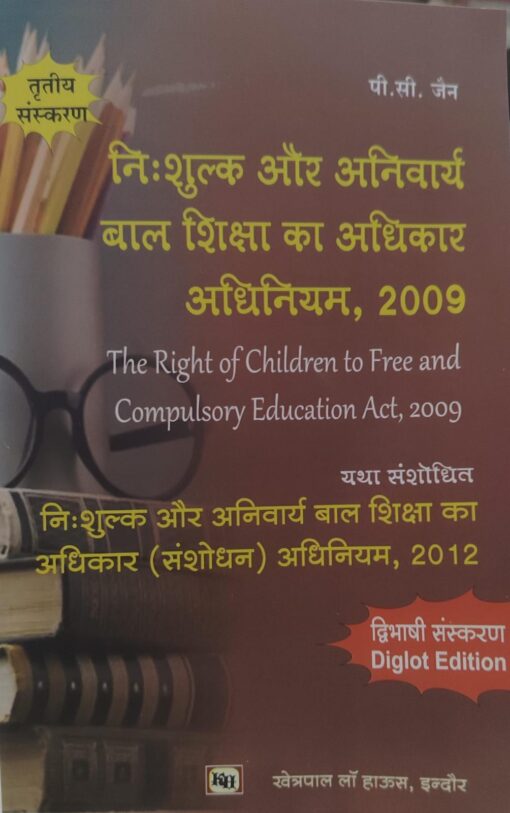 तृतीय
संस्करण
पी.सी. जैन
निःशुल्क और अनिवार्य
बाल शिक्षा का अधिकार
अधिनियम, 2009
The Right of Children to Free and
Compulsory Education Act, 2009
यथा संशोधित
निःशुल्क और अनिवार्य बाल शिक्षा का
अधिकार (संशोधन) अधिनियम, 2012
द्विभाषी संस्करण
Diglot Edition
KH
खेत्रपाल लॉ हाऊस, इन्दौर